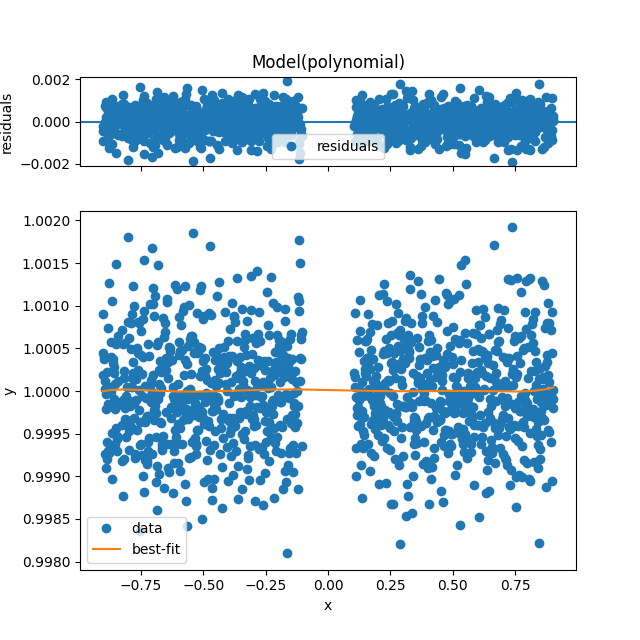 Model(polynomial)
residuals
0.002
0.000
−0.002
residuals
y
1.0020
1.0015
1.0010
1.0005
1.0000
0.9995
0.9990
0.9985
0.9980
data
best-fit
−0.75 −0.50 −0.25 0.00 0.25 0.50 0.75
x